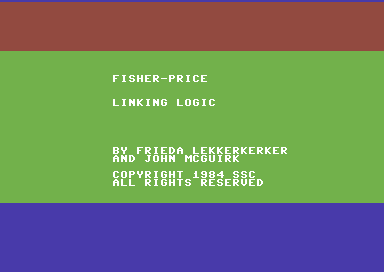 FISHER-PRICE
LINKING LOGIC
BY FRIEDA LEKKERKERKER
AND JOHN MCGUIRK
COPYRIGHT 1984 SSC
ALL RIGHTS RESERVED